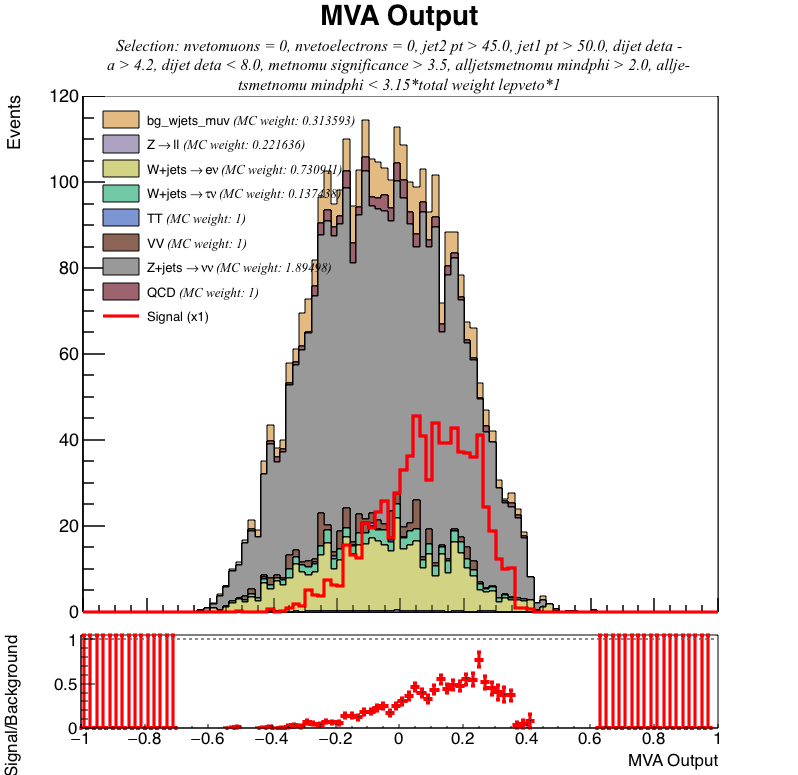 MVA Output
Selection: nvetomuons = 0, nvetoelectrons = 0, jet2 pt > 45.0, jet1 pt > 50.0, dijet deta -
a > 4.2, dijet deta < 8.0, metnomu significance > 3.5, alljetsmetnomu mindphi > 2.0, allje-
tsmetnomu mindphi < 3.15*total weight lepveto*1
Events
120
100
80
60
40
20
0
bg_wjets_muv (MC weight: 0.313593)
Z→ll (MC weight: 0.221636)
W+jets→eν (MC weight: 0.730911)
W+jets→τν (MC weight: 0.137438)
TT (MC weight: 1)
VV (MC weight: 1)
Z+jets→νν (MC weight: 1.89498)
QCD (MC weight: 1)
Signal (x1)
Signal/Background
1
0.5
0
−1 −0.8 −0.6 −0.4 −0.2 0 0.2 0.4 0.6 0.8 1
MVA Output